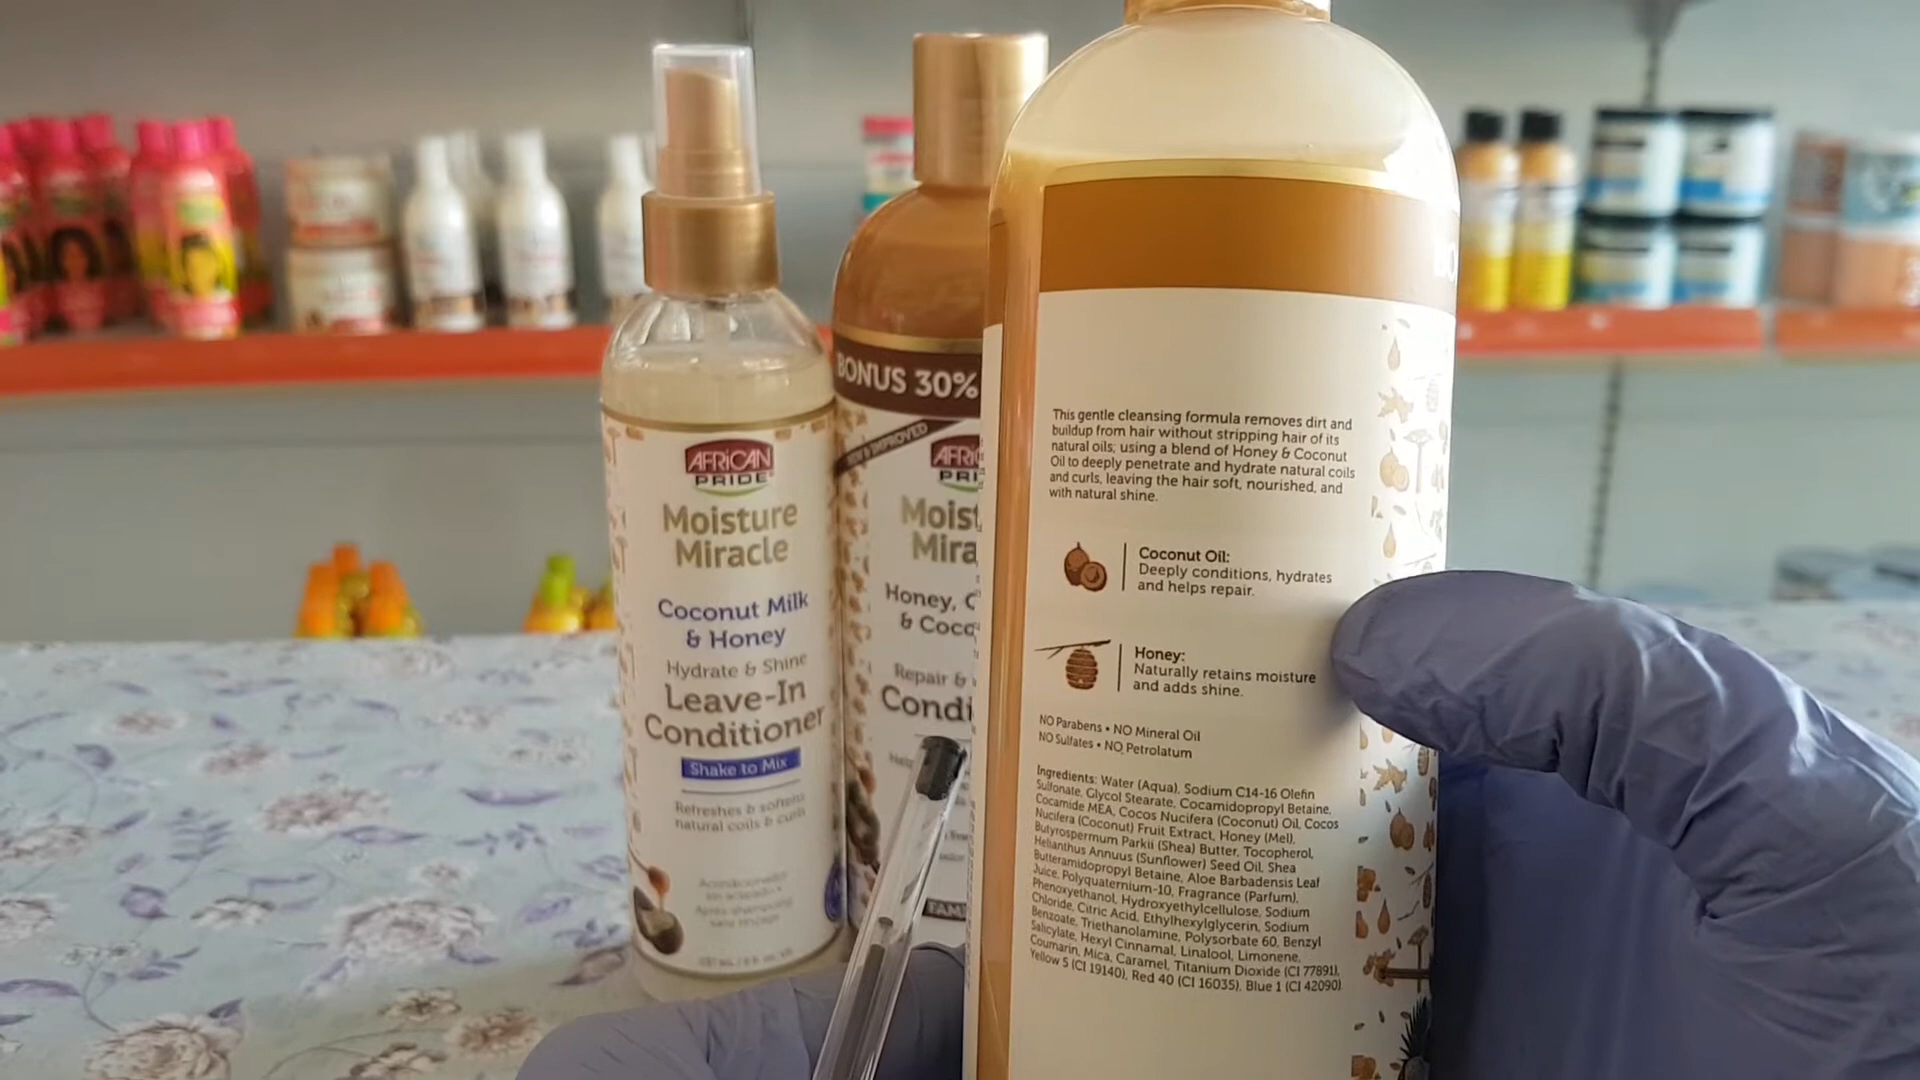 AFRICAN
PRIDE
Moisture
Miracle
Coconut Milk
& Honey
Hydrate & Shine
Leave-In
Conditioner
Shake to Mix
Refreshes & softens
natural coils & curls
BONUS 30%
NEW & IMPROVED
Honey,
&
Repair &
This gentle cleansing formula removes dirt and
buildup from hair without stripping hair of its
natural oils; using a blend of Honey & Coconut
Oil to deeply penetrate and hydrate natural coils
and curls, leaving the hair soft, nourished, and
with natural shine.
Coconut Oil:
Deeply conditions, hydrates
and helps repair.
Honey:
Naturally retains moisture
and adds shine.
NO Parabens • NO Mineral Oil
NO Sulfates • NO Petrolatum
Ingredients: Water (Aqua), Sodium C14-16 Olefin
Sulfonate, Glycol Stearate, Cocamidopropyl Betaine,
Cocamide MEA, Cocos Nucifera (Coconut) Oil, Cocos
Nucifera (Coconut) Fruit Extract, Honey (Mel),
Butyrospermum Parkii (Shea) Butter, Tocopherol,
Helianthus Annuus (Sunflower) Seed Oil, Shea
Butteramidopropyl Betaine, Aloe Barbadensis Leaf
Juice, Polyquaternium-10, Fragrance (Parfum),
Phenoxyethanol, Hydroxyethylcellulose, Sodium
Chloride, Citric Acid, Ethylhexylglycerin, Sodium
Benzoate, Triethanolamine, Polysorbate 60, Benzyl
Salicylate, Hexyl Cinnamal, Linalool, Limonene,
Coumarin, Mica, Caramel, Titanium Dioxide (CI 77891),
Yellow 5 (CI 19140), Red 40 (CI 16035), Blue 1 (CI 42090)